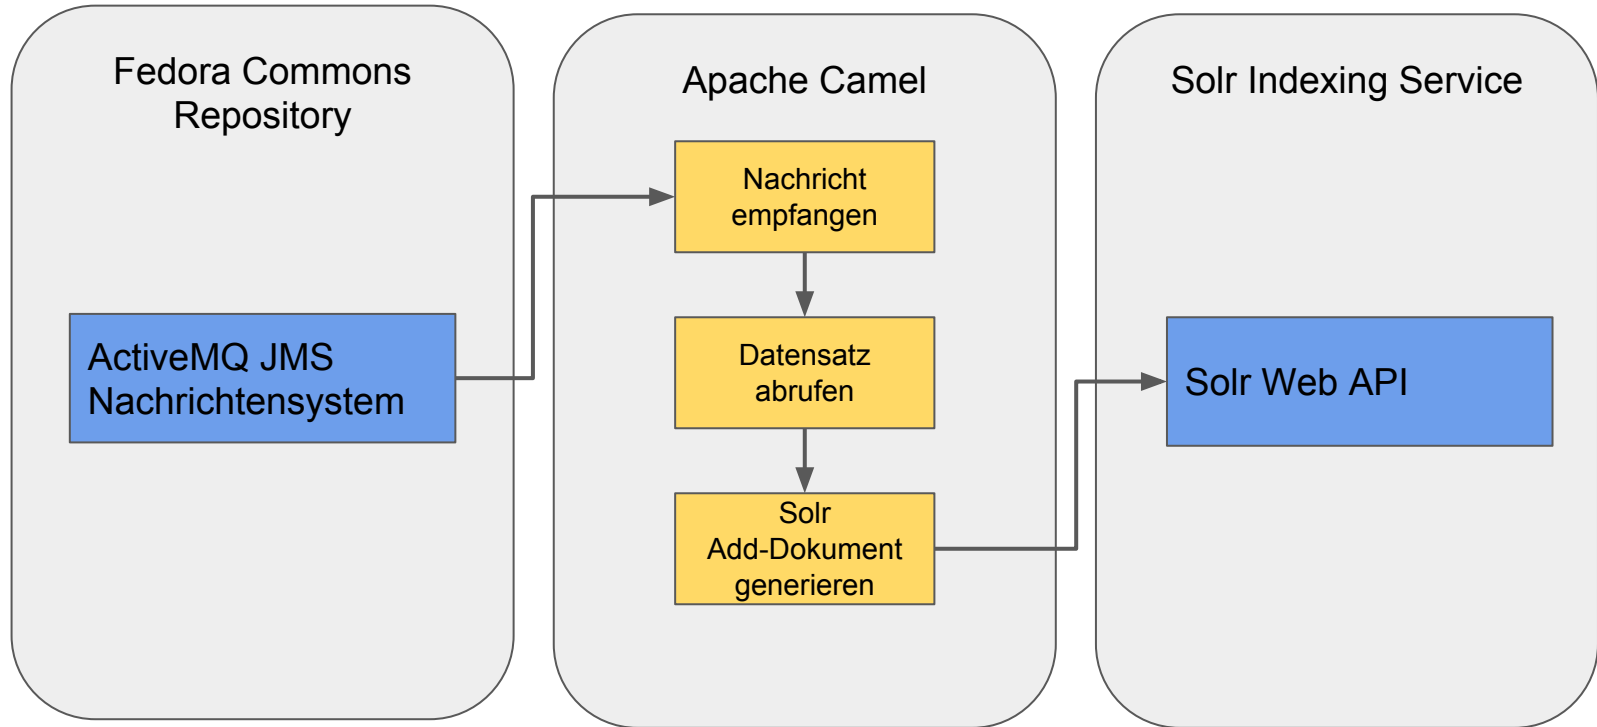 Fedora Commons
Repository
ActiveMQ JMS
Nachrichtensystem
Apache Camel
Nachricht
empfangen
Datensatz
abrufen
Solr
Add-Dokument
generieren
Solr Indexing Service
Solr Web API